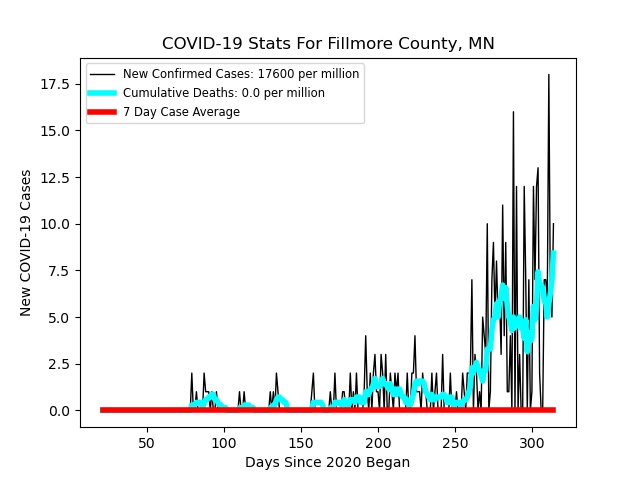 COVID-19 Stats For Fillmore County, MN
New Confirmed Cases: 17600 per million
Cumulative Deaths: 0.0 per million
7 Day Case Average
17.5
15.0
12.5
10.0
7.5
5.0
2.5
0.0
New COVID-19 Cases
50 100 150 200 250 300
Days Since 2020 Began